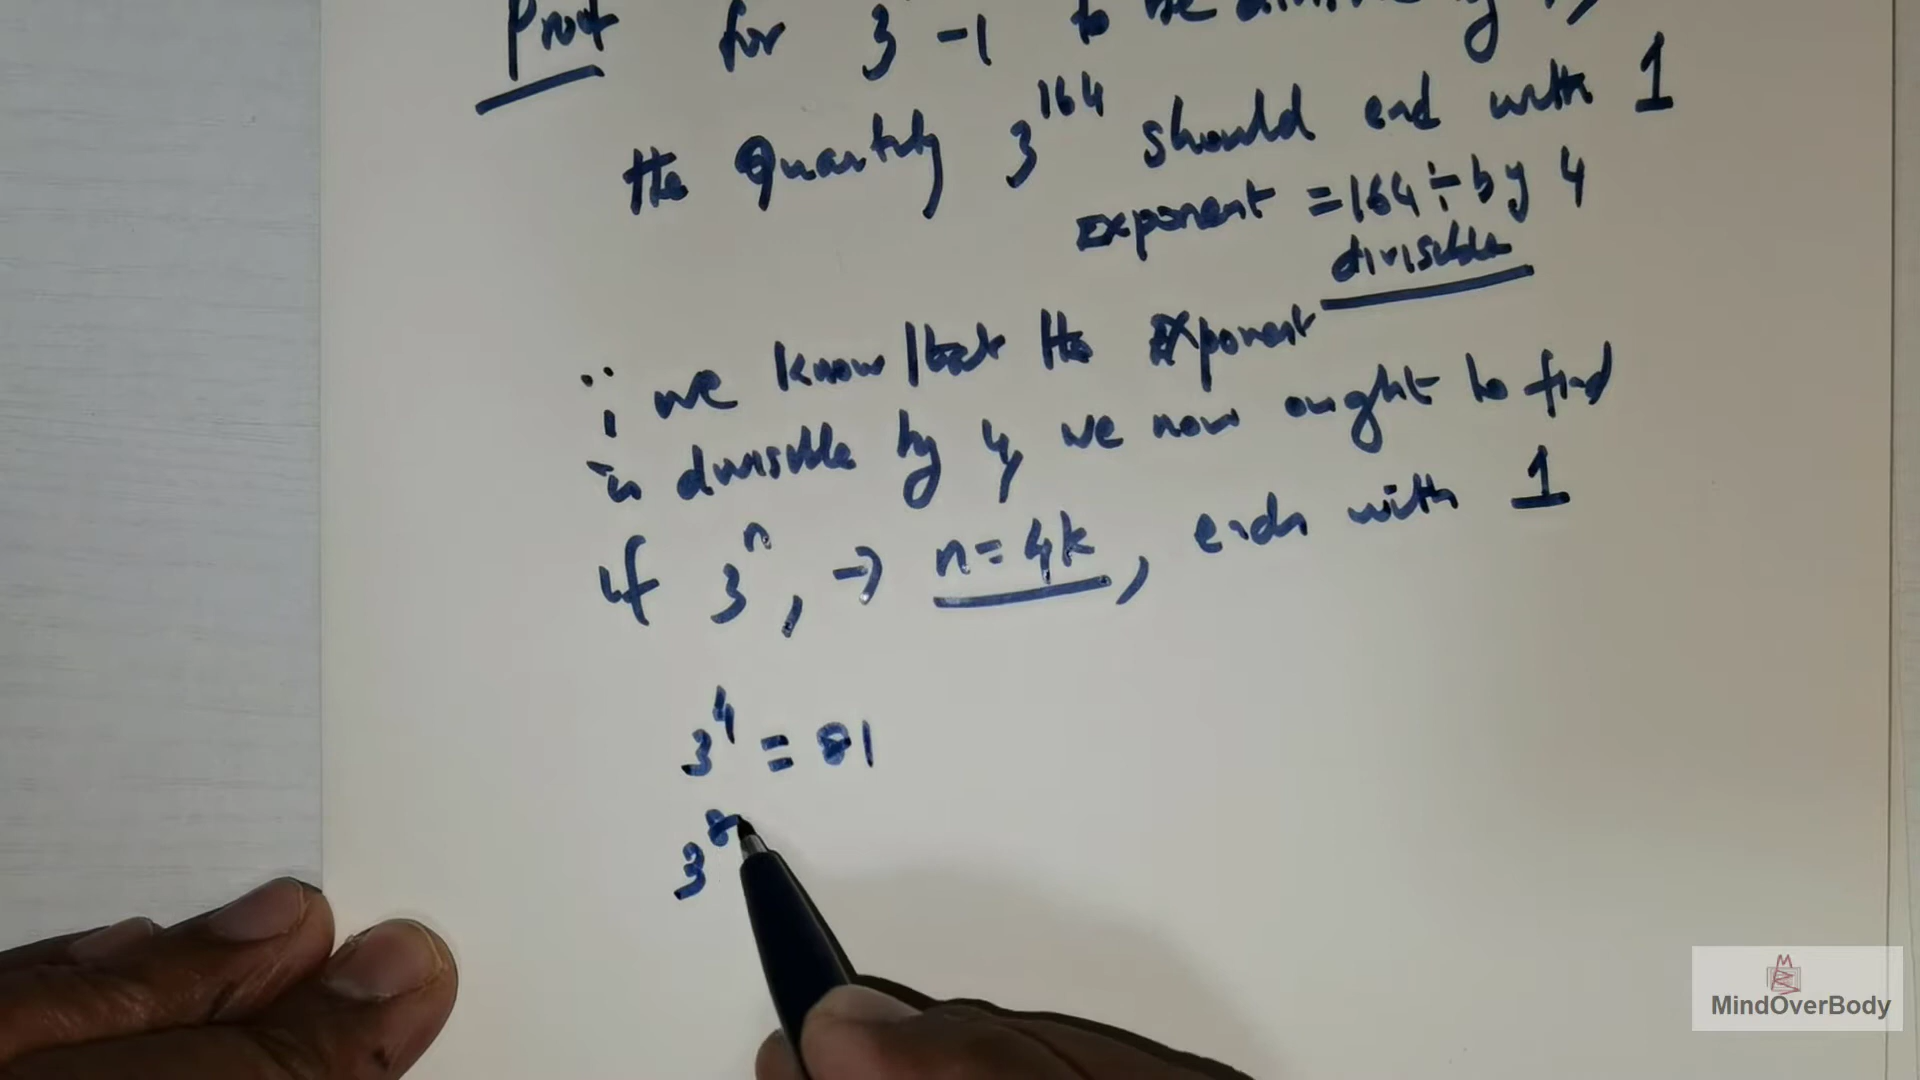 Proof for 3 -1 to be
the Quantity 3^164 should end with 1
Exponent = 164 ÷ by 4
divisible
∵ we know that the Exponent
is divisible by 4, we now ought to find
if 3^n, → n=4k, ends with 1
3^4 = 81
3^8
MindOverBody